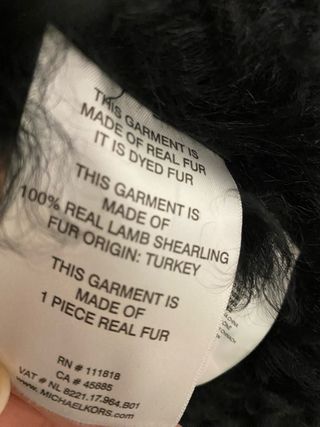 THIS GARMENT IS
MADE OF REAL FUR
IT IS DYED FUR
THIS GARMENT IS
MADE OF
100% REAL LAMB SHEARLING
FUR ORIGIN: TURKEY
THIS GARMENT IS
MADE OF
1 PIECE REAL FUR
RN # 111818
CA # 45685
VAT # NL 8221.17.964.B01
www.MICHAELKORS.com